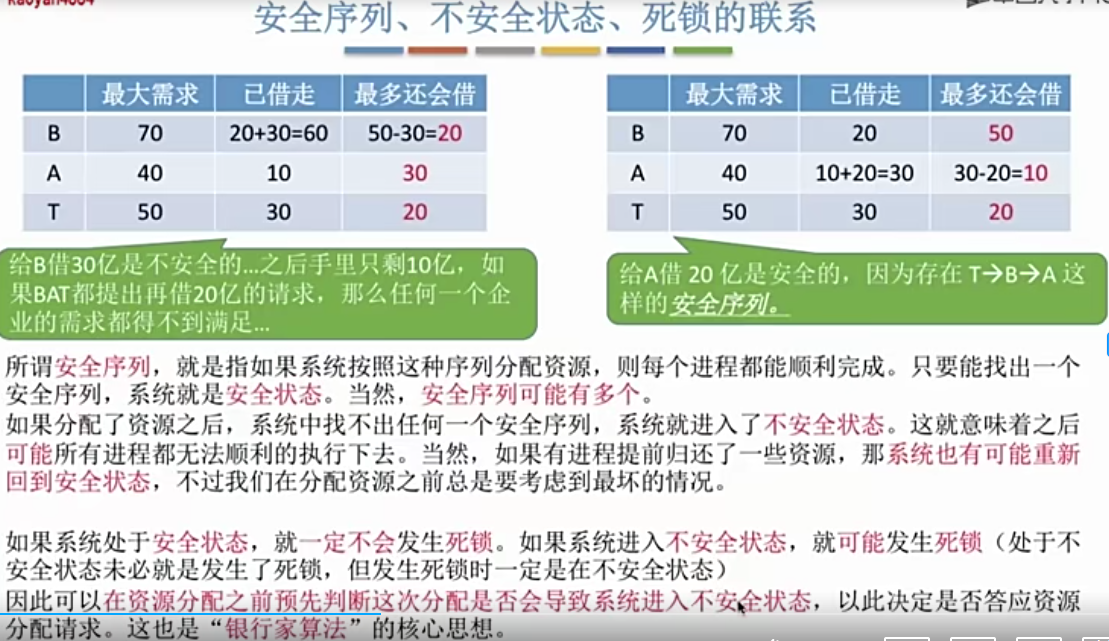 kaoyan4884
安全序列、不安全状态、死锁的联系
最大需求 已借走 最多还会借
B 70 20+30=60 50-30=20
A 40 10 30
T 50 30 20
给B借30亿是不安全的...之后手里只剩10亿，如
果BAT都提出再借20亿的请求，那么任何一个企
业的需求都得不到满足...
最大需求 已借走 最多还会借
B 70 20 50
A 40 10+20=30 30-20=10
T 50 30 20
给A借 20 亿是安全的，因为存在 T→B→A 这
样的安全序列。
所谓安全序列，就是指如果系统按照这种序列分配资源，则每个进程都能顺利完成。只要能找出一个
安全序列，系统就是安全状态。当然，安全序列可能有多个。
如果分配了资源之后，系统中找不出任何一个安全序列，系统就进入了不安全状态。这就意味着之后
可能所有进程都无法顺利的执行下去。当然，如果有进程提前归还了一些资源，那系统也有可能重新
回到安全状态，不过我们在分配资源之前总是要考虑到最坏的情况。
如果系统处于安全状态，就一定不会发生死锁。如果系统进入不安全状态，就可能发生死锁（处于不
安全状态未必就是发生了死锁，但发生死锁时一定是在不安全状态）
因此可以在资源分配之前预先判断这次分配是否会导致系统进入不安全状态，以此决定是否答应资源
分配请求。这也是“银行家算法”的核心思想。